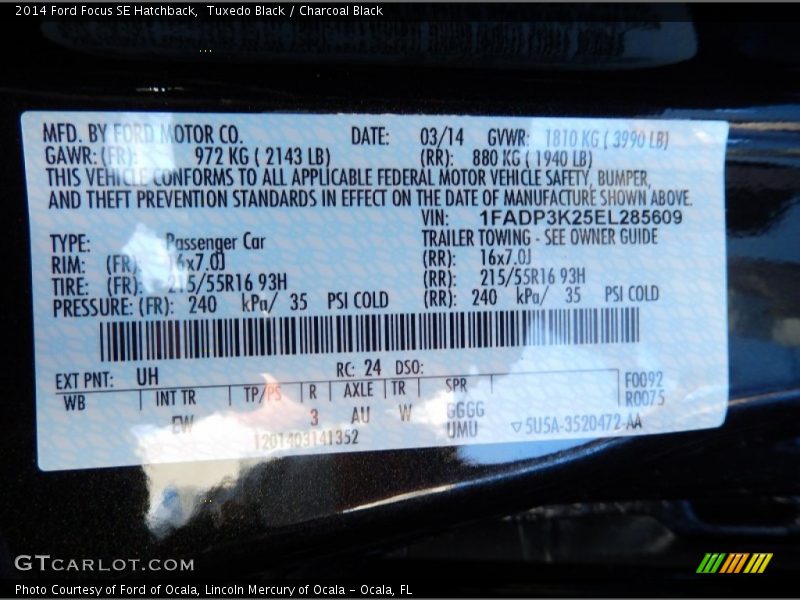 2014 Ford Focus SE Hatchback,  Tuxedo Black / Charcoal Black
MFD. BY FORD MOTOR CO. DATE: 03/14 GVWR: 1810 KG ( 3990 LB)
GAWR: (FR): 972 KG ( 2143 LB) (RR): 880 KG ( 1940 LB)
THIS VEHICLE CONFORMS TO ALL APPLICABLE FEDERAL MOTOR VEHICLE SAFETY, BUMPER,
AND THEFT PREVENTION STANDARDS IN EFFECT ON THE DATE OF MANUFACTURE SHOWN ABOVE.
VIN: 1FADP3K25EL285609
TYPE: Passenger Car TRAILER TOWING - SEE OWNER GUIDE
RIM: (FR): 16x7.0J (RR): 16x7.0J
TIRE: (FR): 215/55R16 93H (RR): 215/55R16 93H
PRESSURE: (FR): 240 kPa/ 35 PSI COLD (RR): 240 kPa/ 35 PSI COLD
EXT PNT: UH RC: 24 DSO:
WB INT TR TP/PS R AXLE TR SPR F0092
R0075
EW 3 AU W GGGG
UMU ▽5U5A-3520472-AA
1201403141352
GTCARLOT.COM
Photo Courtesy of Ford of Ocala, Lincoln Mercury of Ocala - Ocala, FL